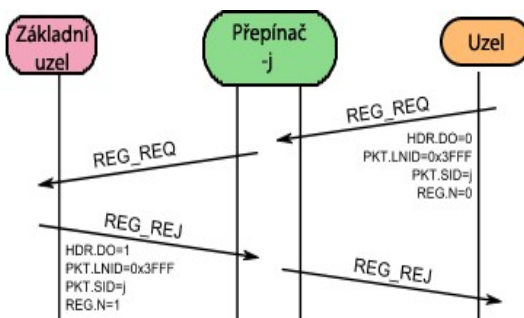 Základní
uzel
Přepínač
-j
Uzel
REG_REQ
HDR.DO=0
PKT.LNID=0x3FFF
PKT.SID=j
REG.N=0
REG_REQ
REG_REJ
HDR.DO=1
PKT.LNID=0x3FFF
PKT.SID=j
REG.N=1
REG_REJ